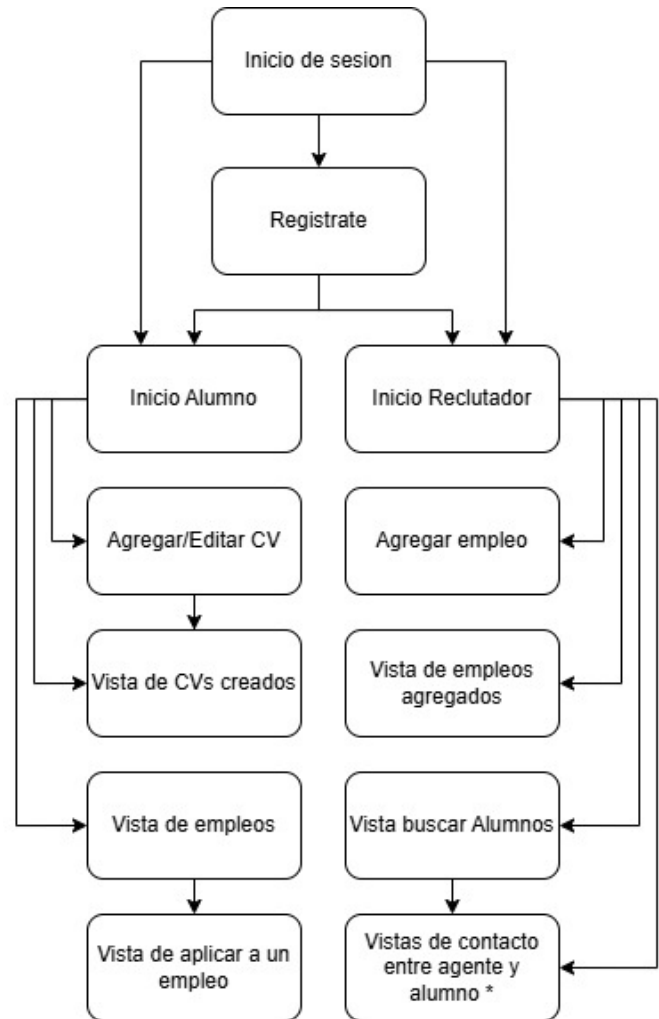 Inicio de sesion
Registrate
Inicio Alumno
Inicio Reclutador
Agregar/Editar CV
Agregar empleo
Vista de CVs creados
Vista de empleos
agregados
Vista de empleos
Vista buscar Alumnos
Vista de aplicar a un
empleo
Vistas de contacto
entre agente y
alumno *